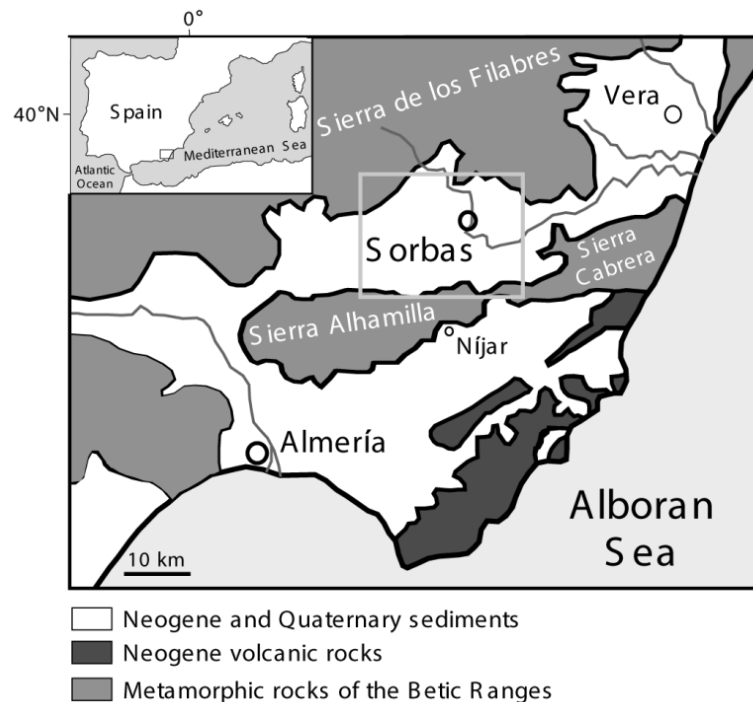 0°
40°N
Spain
Mediterranean Sea
Atlantic
Ocean
Sierra de los Filabres
Vera
Sorbas
Sierra
Cabrera
Sierra Alhamilla
Níjar
Almería
Alboran
Sea
10 km
Neogene and Quaternary sediments
Neogene volcanic rocks
Metamorphic rocks of the Betic Ranges